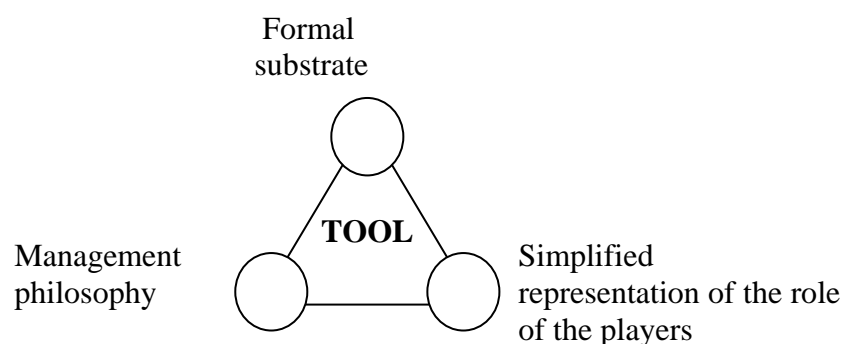 Formal
substrate
TOOL
Management
philosophy
Simplified
representation of the role
of the players